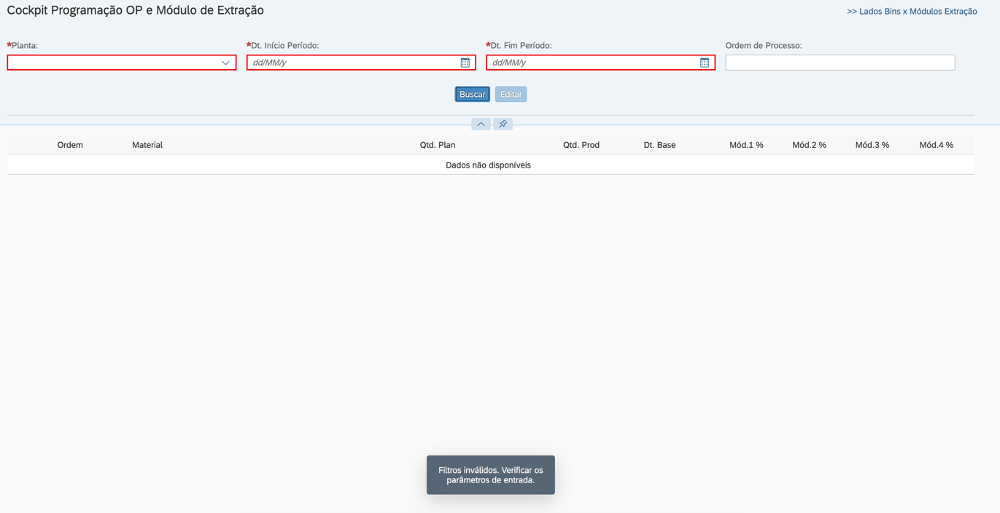 Cockpit Programação OP e Módulo de Extração
>> Lados Bins x Módulos Extração
*Planta:
*Dt. Início Período:
*Dt. Fim Período:
Ordem de Processo:
dd/MM/y
dd/MM/y
Buscar
Editar
Ordem
Material
Qtd. Plan
Qtd. Prod
Dt. Base
Mód.1 %
Mód.2 %
Mód.3 %
Mód.4 %
Dados não disponíveis
Filtros inválidos. Verificar os
parâmetros de entrada.